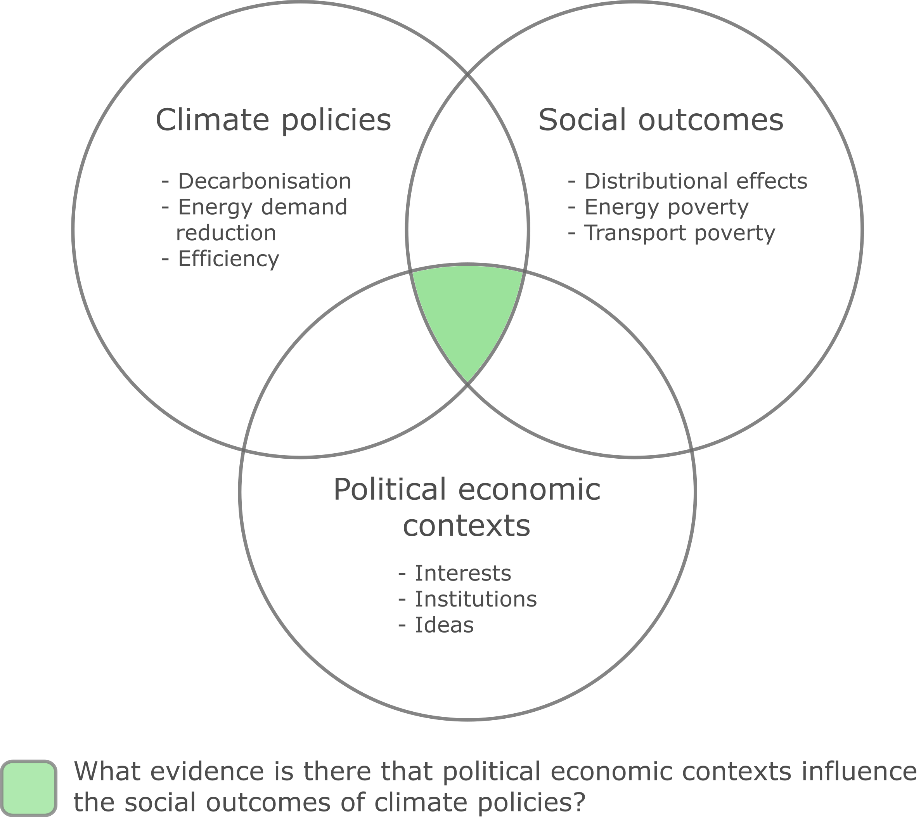 Climate policies
- Decarbonisation
- Energy demand
reduction
- Efficiency
Social outcomes
- Distributional effects
- Energy poverty
- Transport poverty
Political economic
contexts
- Interests
- Institutions
- Ideas
What evidence is there that political economic contexts influence
the social outcomes of climate policies?